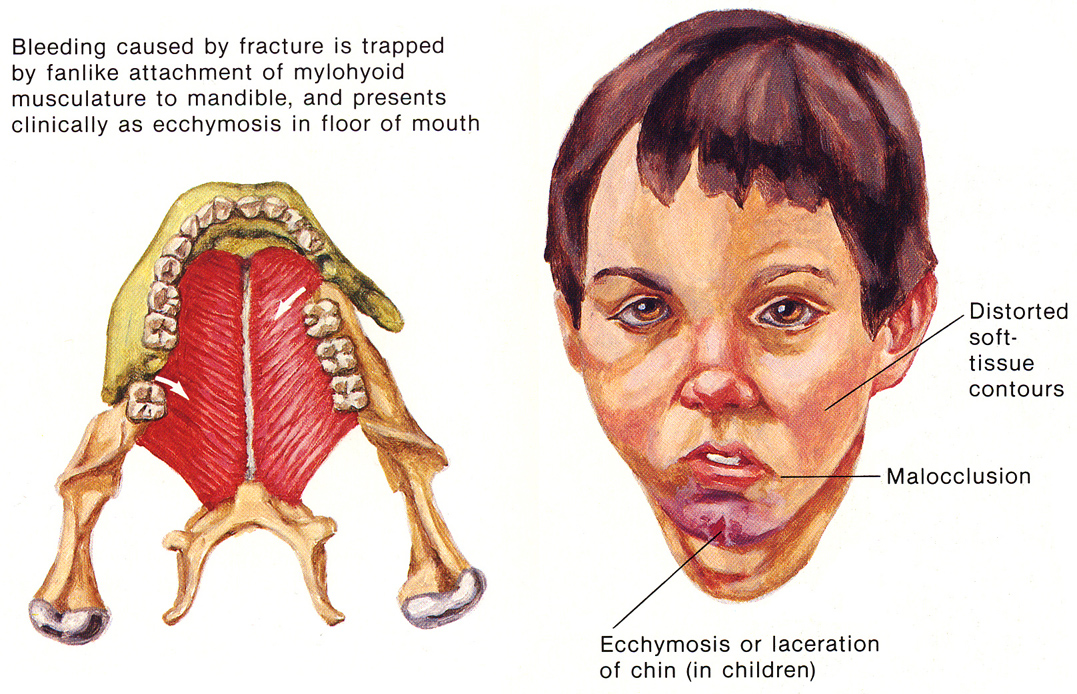 Bleeding caused by fracture is trapped
by fanlike attachment of mylohyoid
musculature to mandible, and presents
clinically as ecchymosis in floor of mouth
Distorted
soft-
tissue
contours
Malocclusion
Ecchymosis or laceration
of chin (in children)